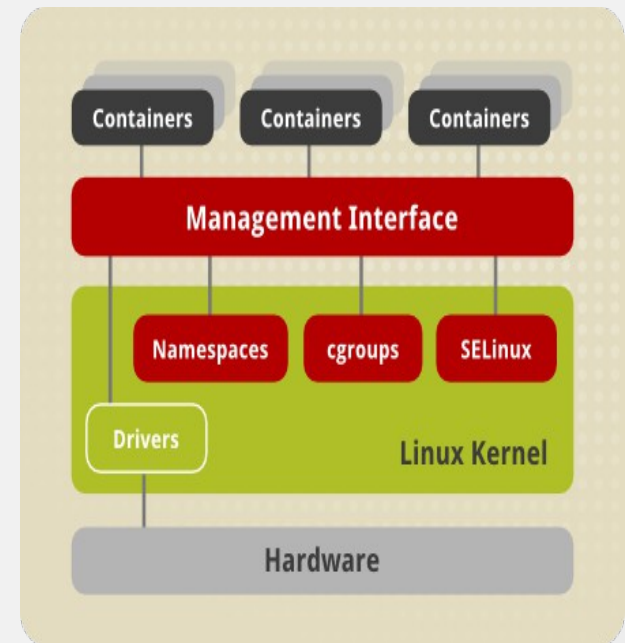 Containers Containers Containers
Management Interface
Namespaces cgroups SELinux
Drivers
Linux Kernel
Hardware